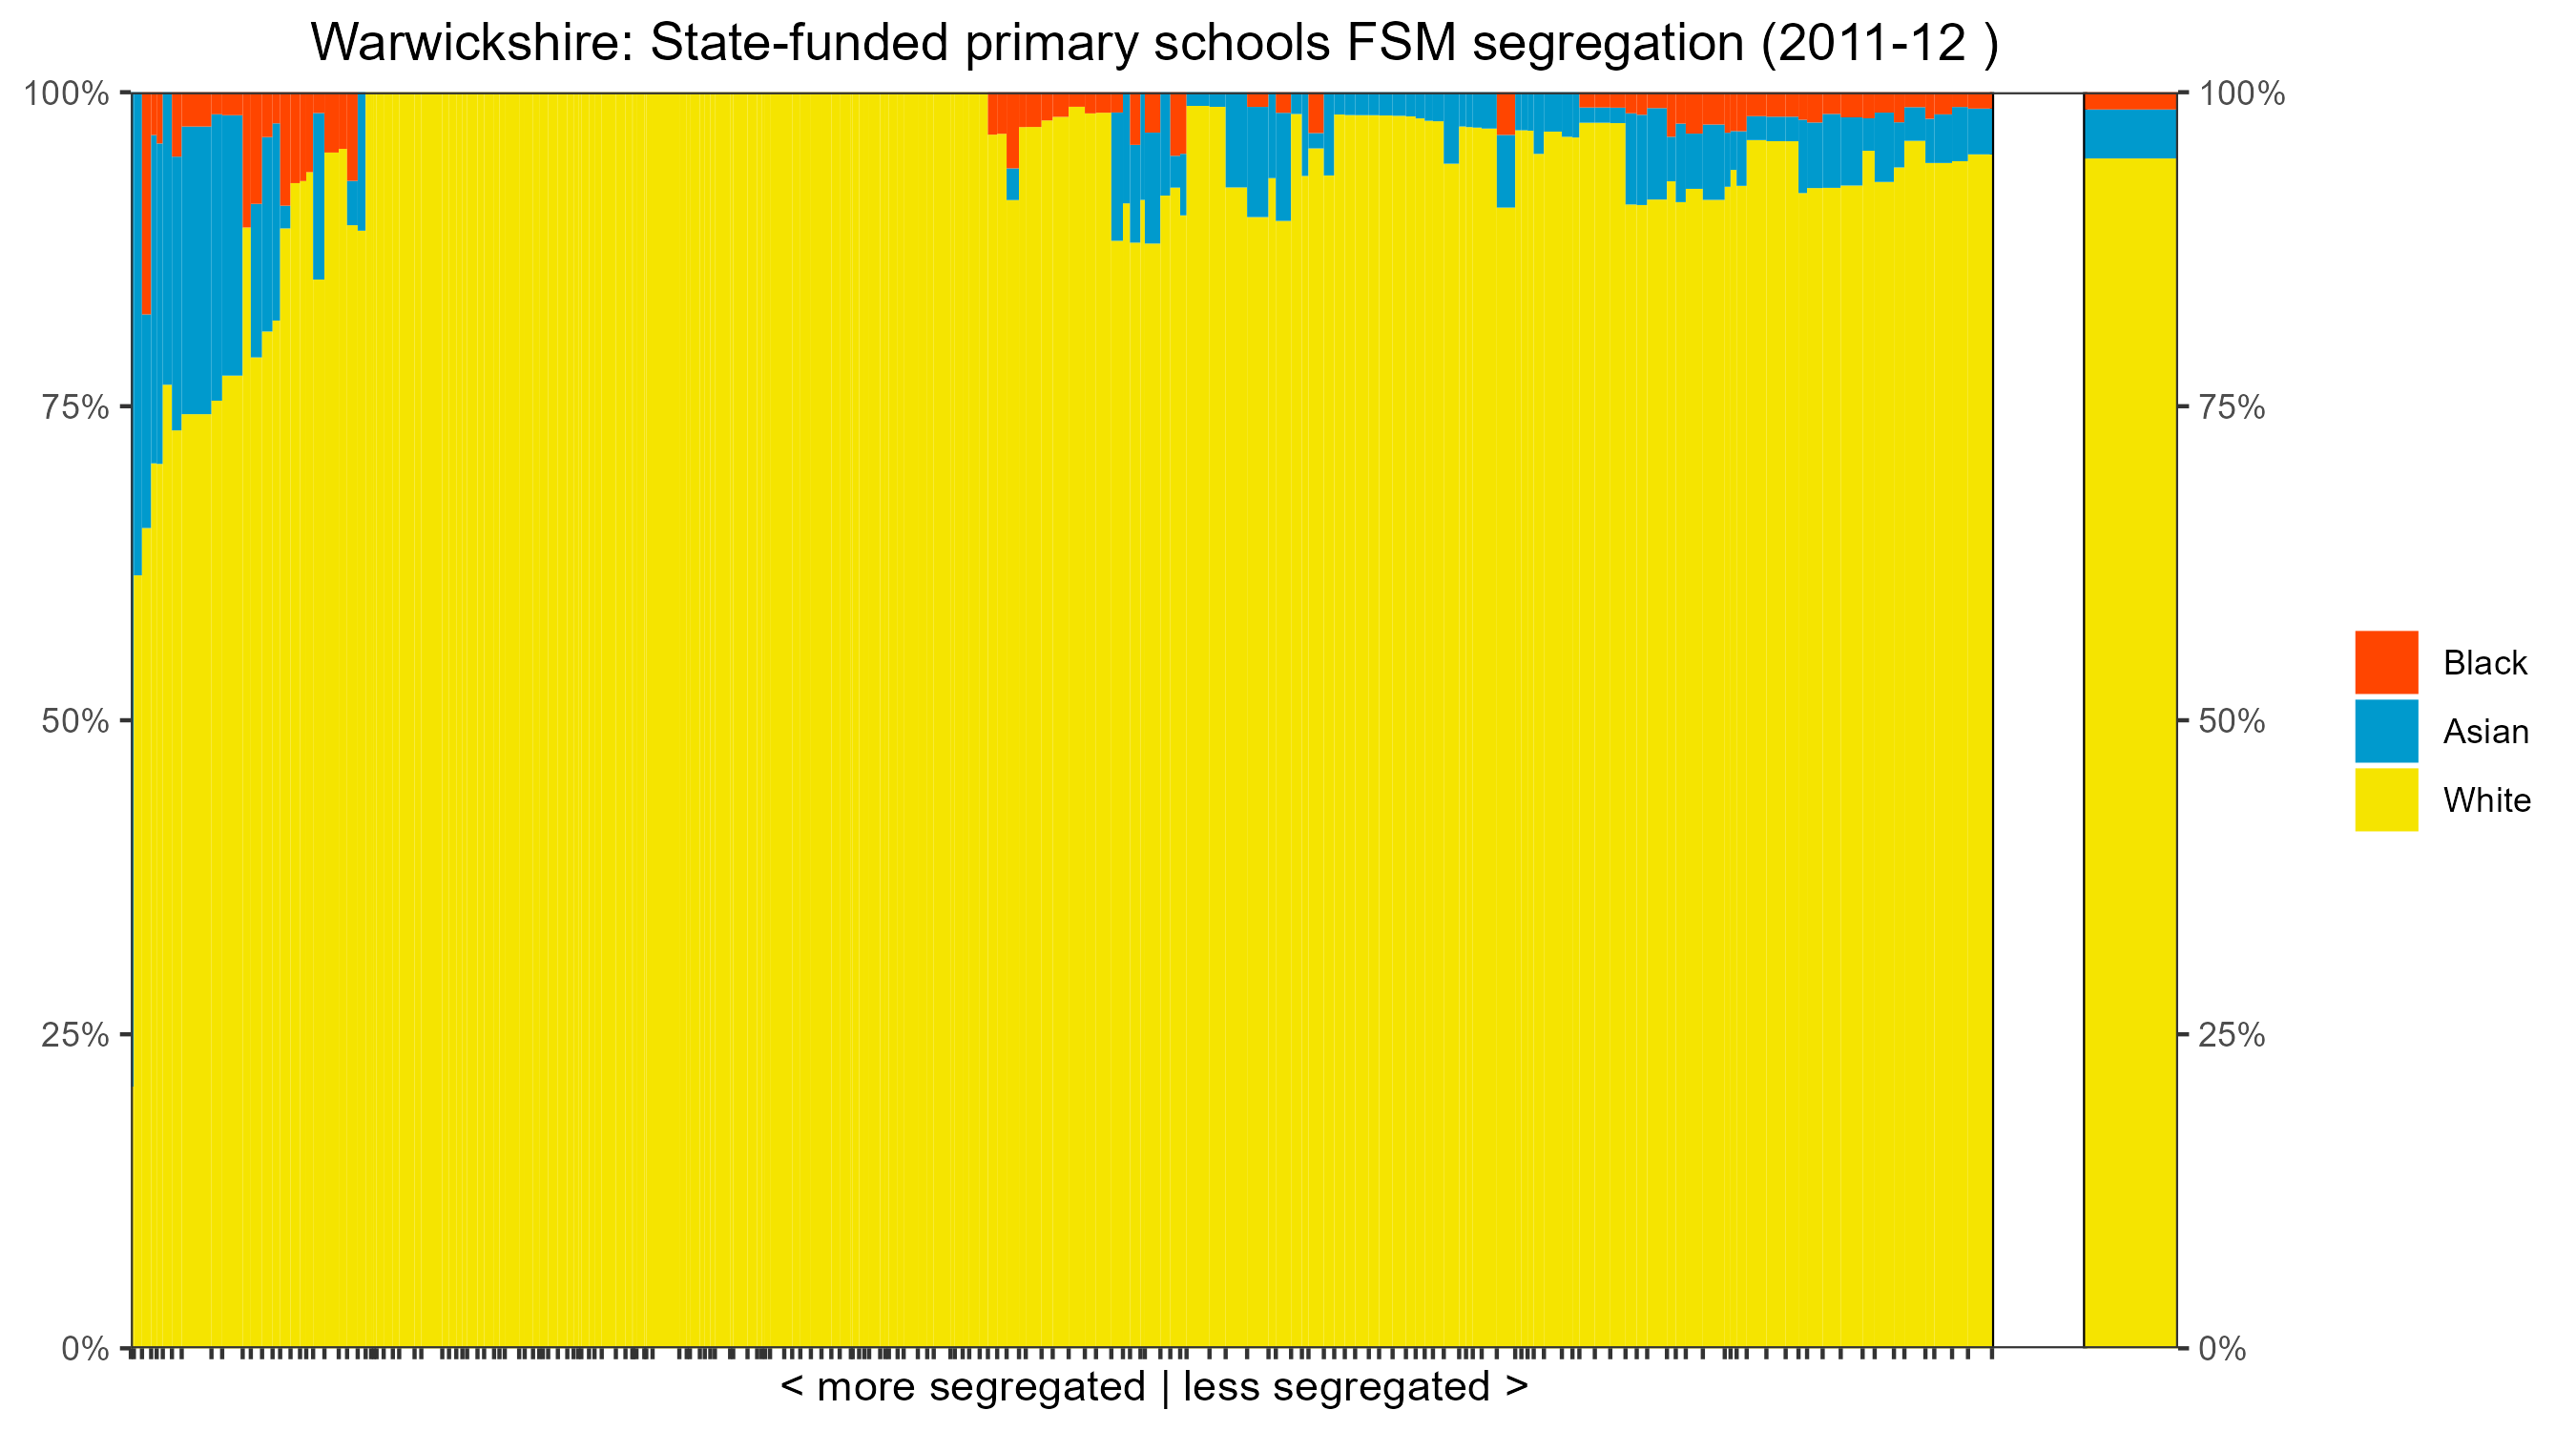 Warwickshire: State-funded primary schools FSM segregation (2011-12 )
100%
75%
50%
25%
0%
100%
75%
50%
25%
0%
Black
Asian
White
< more segregated | less segregated >